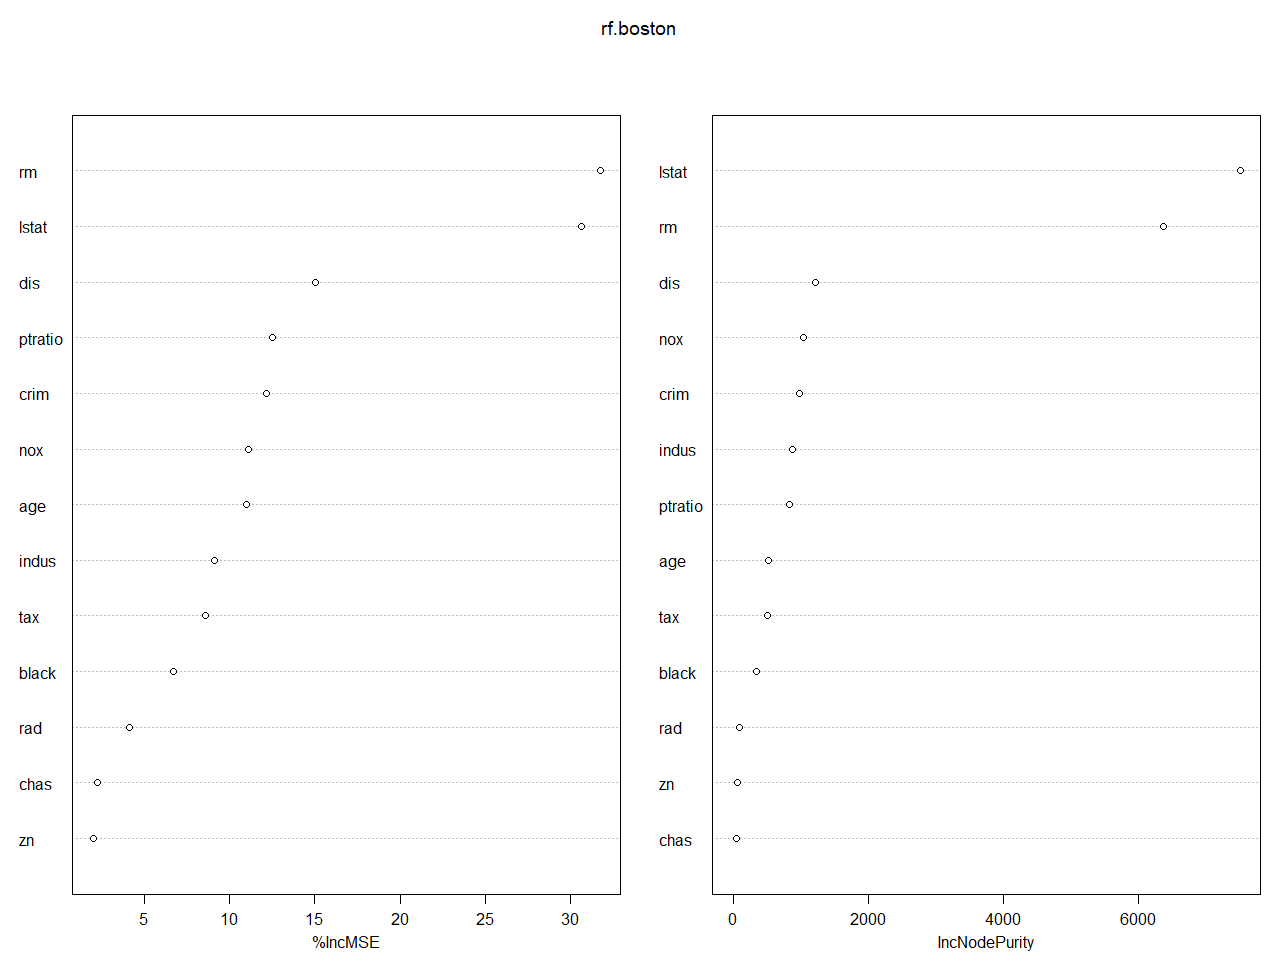 rf.boston
rm
lstat
dis
ptratio
crim
nox
age
indus
tax
black
rad
chas
zn
5 10 15 20 25 30
%IncMSE
lstat
rm
dis
nox
crim
indus
ptratio
age
tax
black
rad
zn
chas
0 2000 4000 6000
IncNodePurity